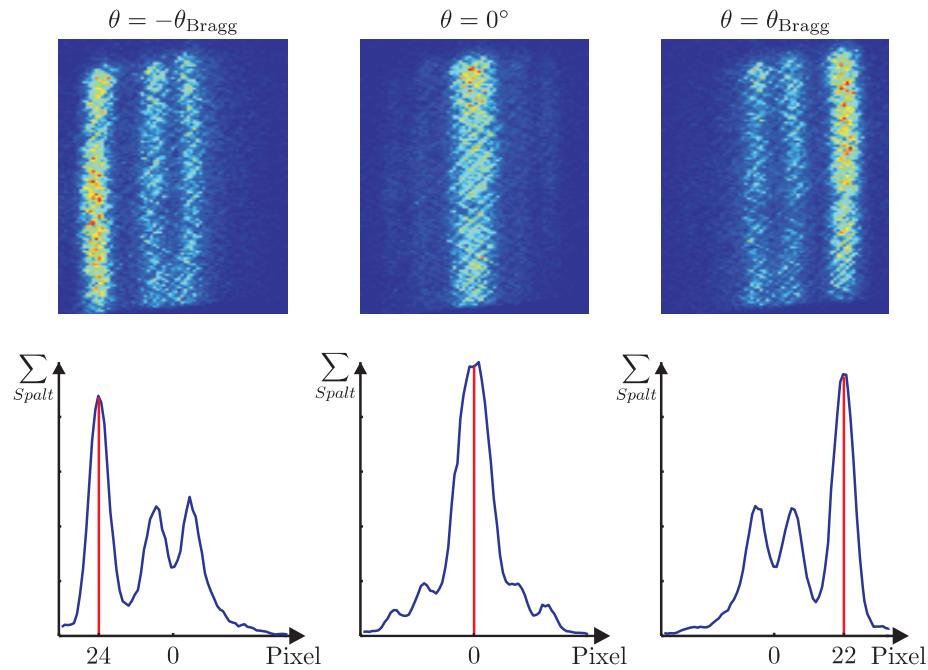 θ = −θBragg
θ = 0°
θ = θBragg
∑
Spalt
∑
Spalt
∑
Spalt
24
0
Pixel
0
Pixel
0
22
Pixel